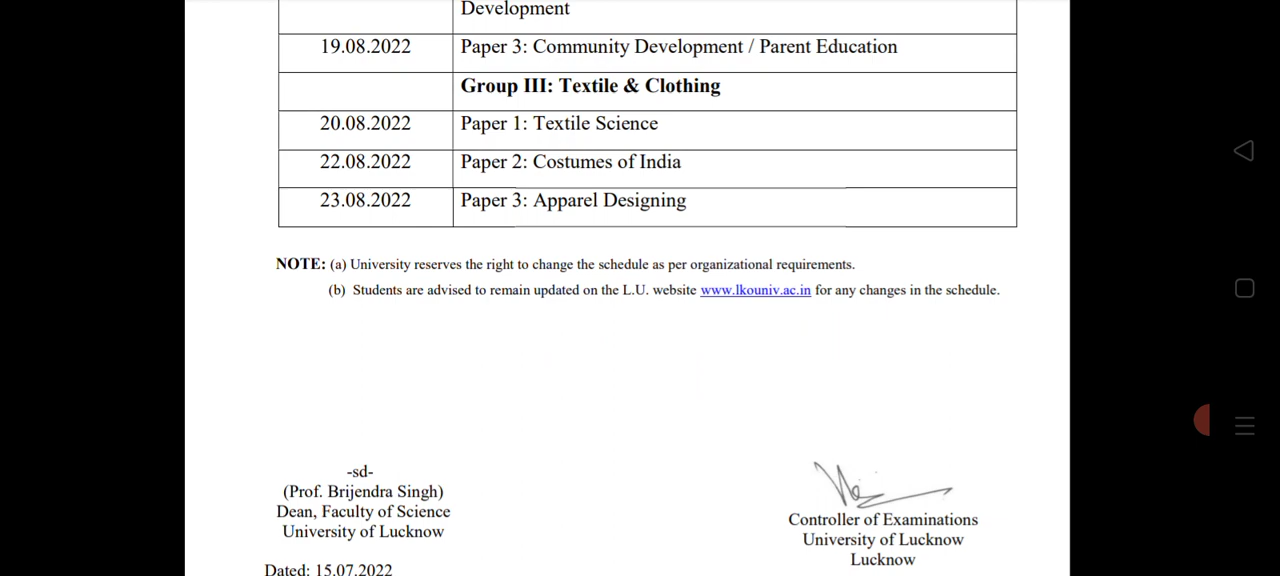 Development
19.08.2022 Paper 3: Community Development / Parent Education
Group III: Textile & Clothing
20.08.2022 Paper 1: Textile Science
22.08.2022 Paper 2: Costumes of India
23.08.2022 Paper 3: Apparel Designing
NOTE: (a) University reserves the right to change the schedule as per organizational requirements.
(b) Students are advised to remain updated on the L.U. website www.lkouniv.ac.in for any changes in the schedule.
-sd-
(Prof. Brijendra Singh)
Dean, Faculty of Science
University of Lucknow
Controller of Examinations
University of Lucknow
Lucknow
Dated: 15.07.2022